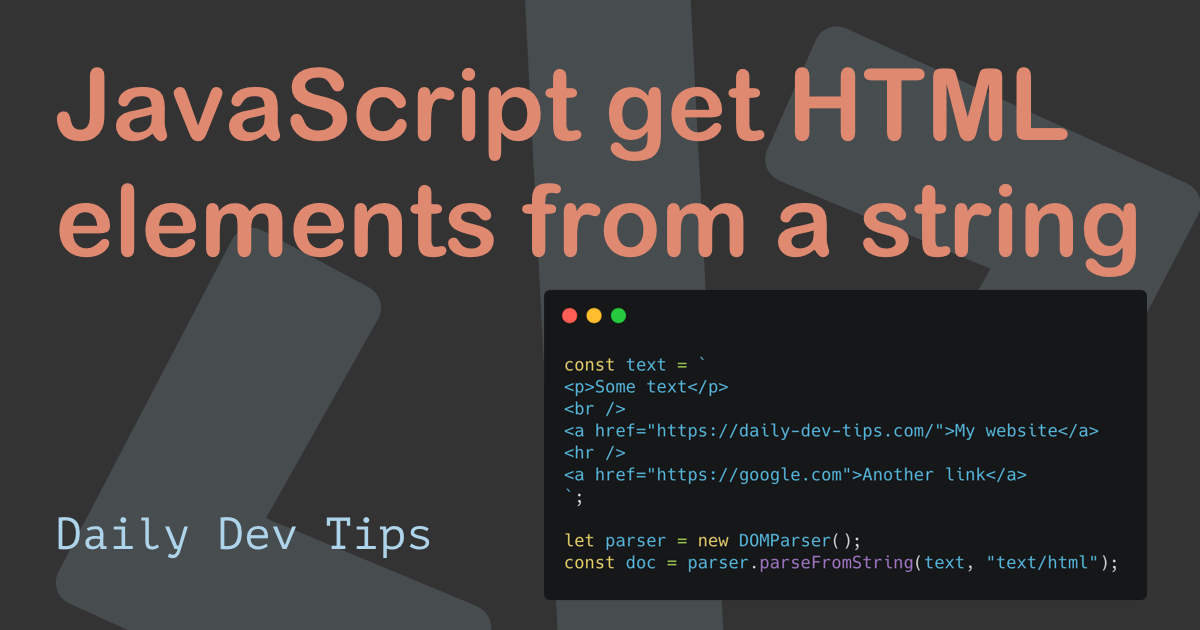 JavaScript get HTML
elements from a string
const text = `
<p>Some text</p>
<br />
<a href="https://daily-dev-tips.com/">My website</a>
<hr />
<a href="https://google.com">Another link</a>
`;
let parser = new DOMParser();
const doc = parser.parseFromString(text, "text/html");
Daily Dev Tips